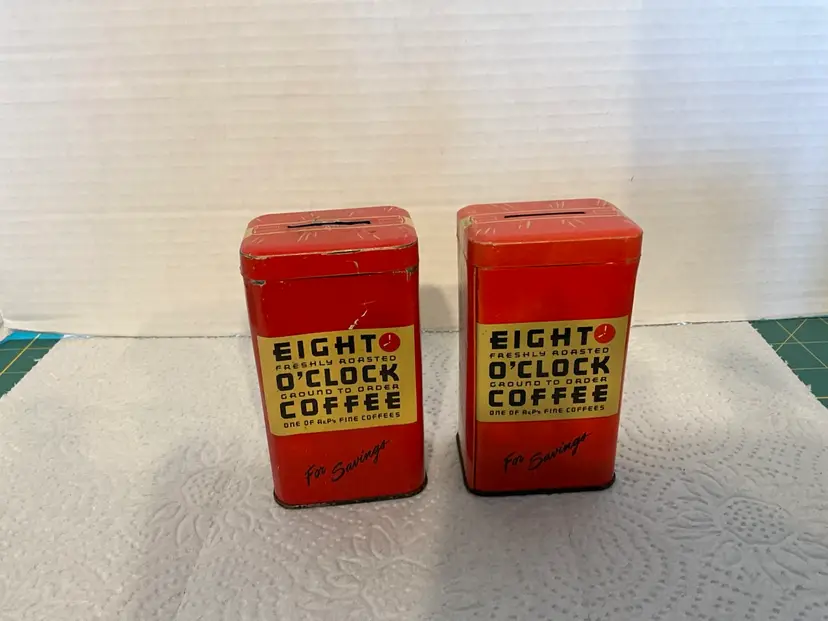 EIGHT
FRESHLY ROASTED
O'CLOCK
GROUND TO ORDER
COFFEE
ONE OF A&P's FINE COFFEES
For Savings
EIGHT
FRESHLY ROASTED
O'CLOCK
GROUND TO ORDER
COFFEE
ONE OF A&P's FINE COFFEES
For Savings